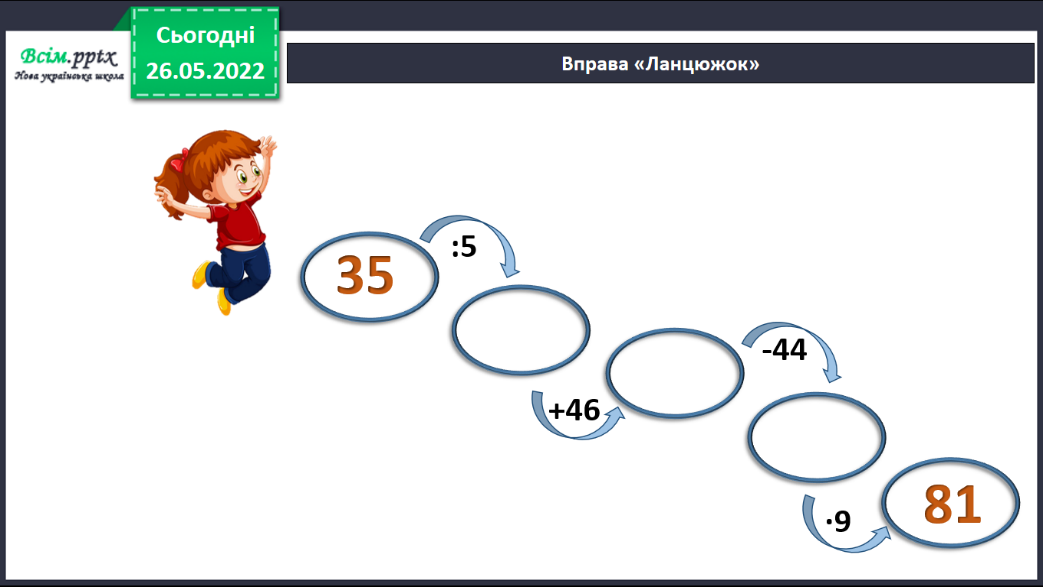 Всім.pptx
Нова українська школа
Сьогодні
26.05.2022
Вправа «Ланцюжок»
35
:5
+46
-44
·9
81